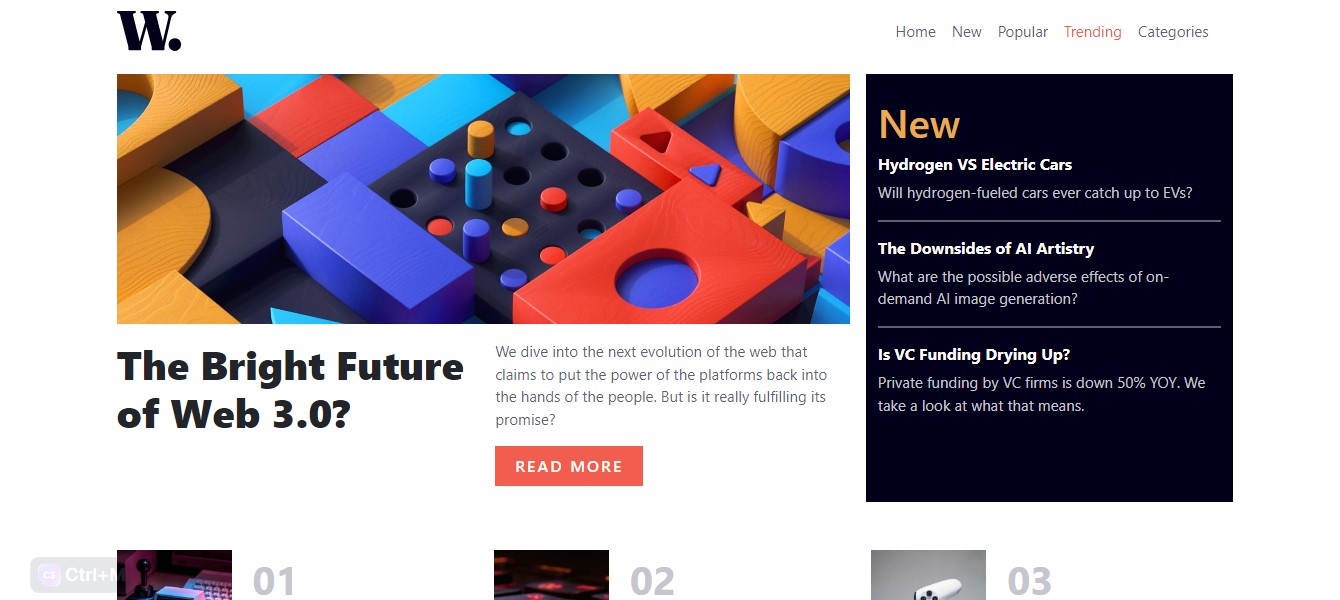 W.
Home New Popular Trending Categories
New
Hydrogen VS Electric Cars
Will hydrogen-fueled cars ever catch up to EVs?
The Downsides of AI Artistry
What are the possible adverse effects of on-
demand AI image generation?
Is VC Funding Drying Up?
Private funding by VC firms is down 50% YOY. We
take a look at what that means.
The Bright Future
of Web 3.0?
We dive into the next evolution of the web that
claims to put the power of the platforms back into
the hands of the people. But is it really fulfilling its
promise?
READ MORE
Ctrl+M
01
02
03